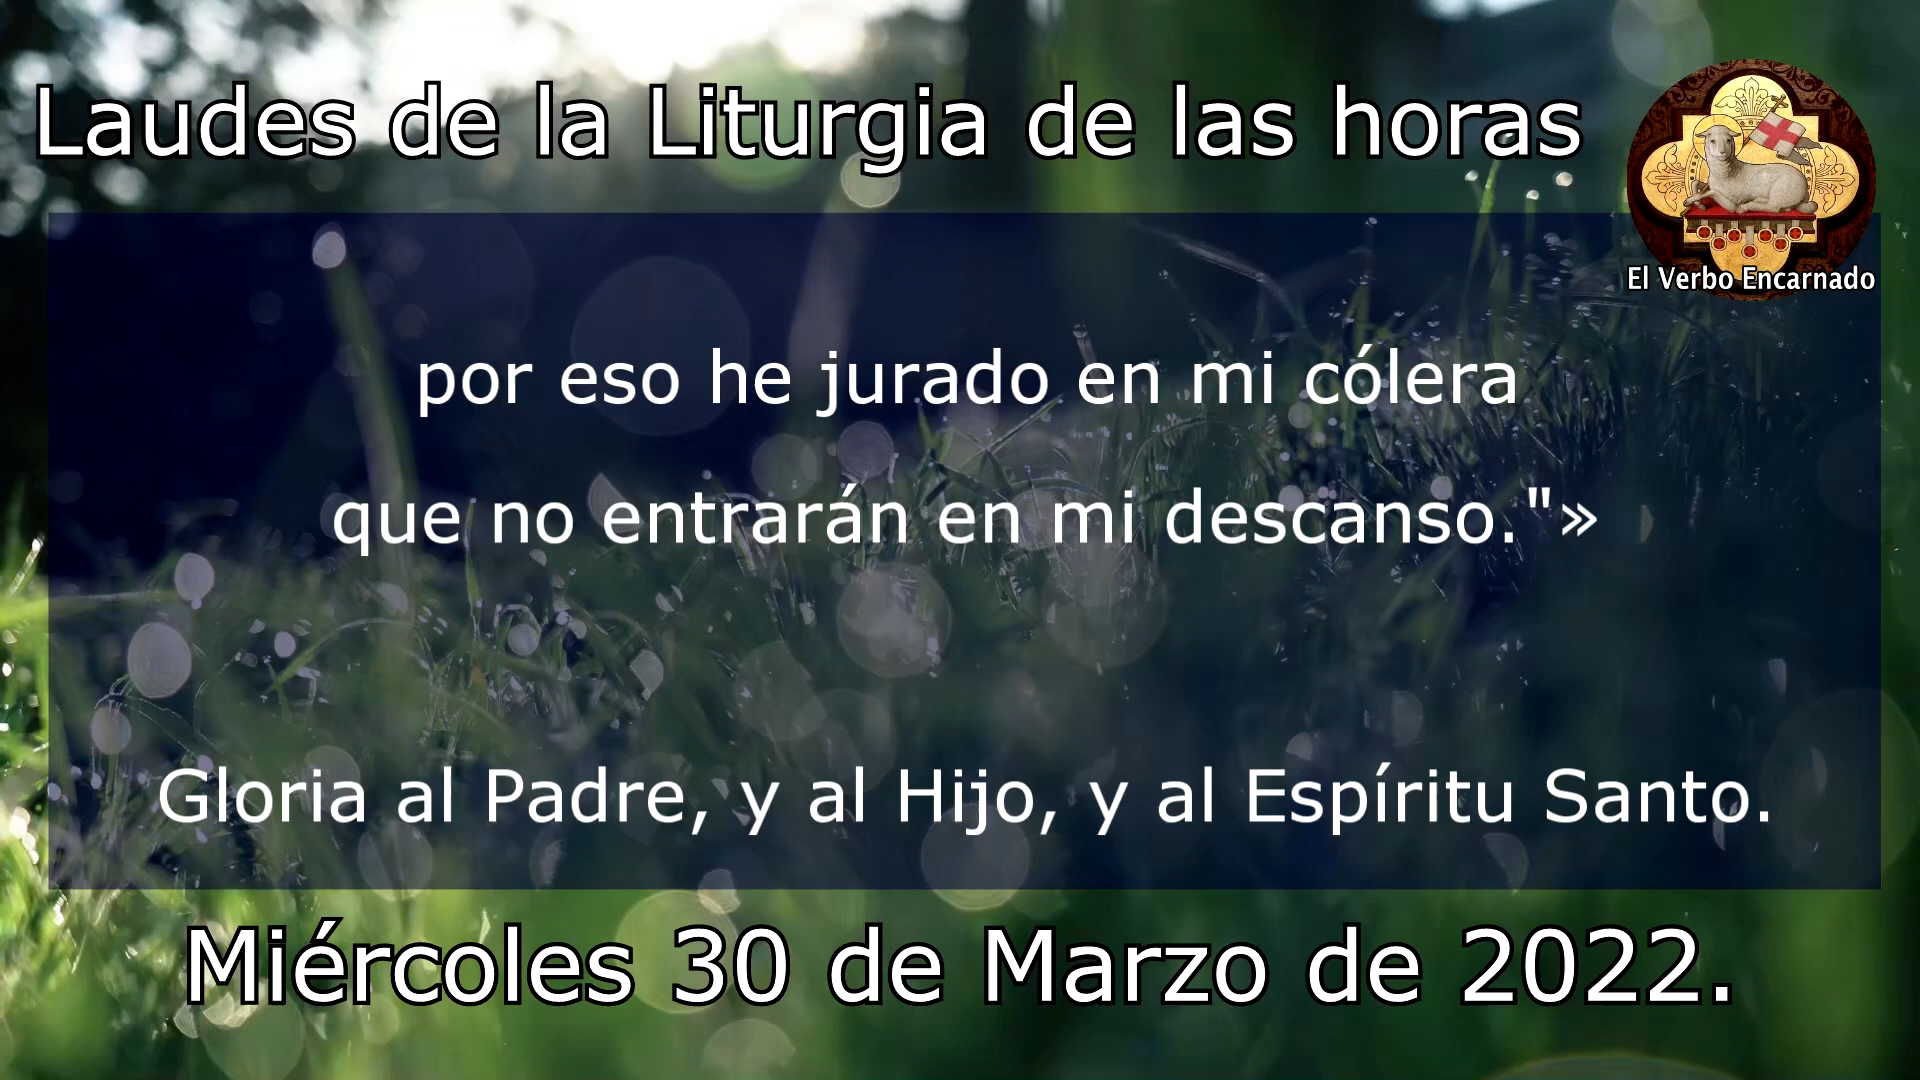 Laudes de la Liturgia de las horas
El Verbo Encarnado
por eso he jurado en mi cólera
que no entrarán en mi descanso."»
Gloria al Padre, y al Hijo, y al Espíritu Santo.
Miércoles 30 de Marzo de 2022.